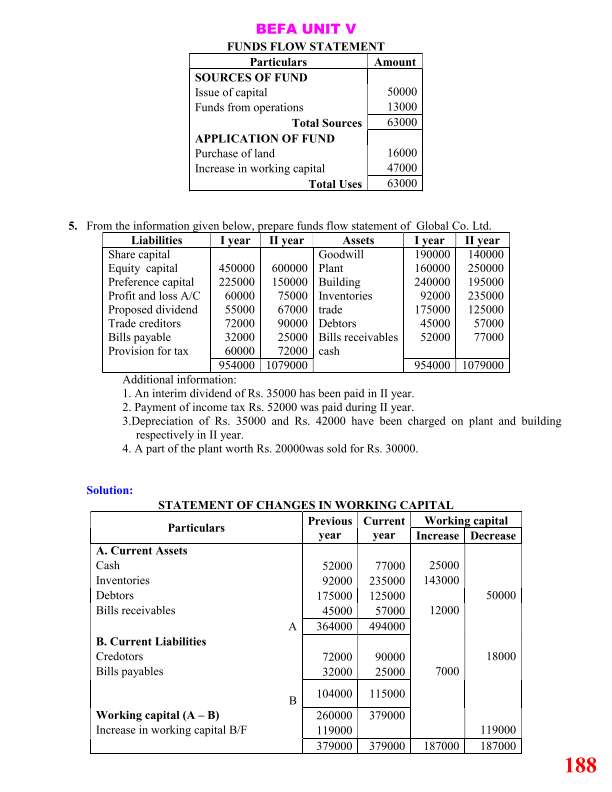 BEFA UNIT V
FUNDS FLOW STATEMENT
Particulars Amount
SOURCES OF FUND
Issue of capital 50000
Funds from operations 13000
Total Sources 63000
APPLICATION OF FUND
Purchase of land 16000
Increase in working capital 47000
Total Uses 63000
5. From the information given below, prepare funds flow statement of Global Co. Ltd.
Liabilities I year II year Assets I year II year
Share capital Goodwill 190000 140000
Equity capital 450000 600000 Plant 160000 250000
Preference capital 225000 150000 Building 240000 195000
Profit and loss A/C 60000 75000 Inventories 92000 235000
Proposed dividend 55000 67000 trade 175000 125000
Trade creditors 72000 90000 Debtors 45000 57000
Bills payable 32000 25000 Bills receivables 52000 77000
Provision for tax 60000 72000 cash
954000 1079000 954000 1079000
Additional information:
1. An interim dividend of Rs. 35000 has been paid in II year.
2. Payment of income tax Rs. 52000 was paid during II year.
3.Depreciation of Rs. 35000 and Rs. 42000 have been charged on plant and building
respectively in II year.
4. A part of the plant worth Rs. 20000was sold for Rs. 30000.
Solution:
STATEMENT OF CHANGES IN WORKING CAPITAL
Particulars Previous year Current year Working capital
Increase Decrease
A. Current Assets
Cash 52000 77000 25000
Inventories 92000 235000 143000
Debtors 175000 125000 50000
Bills receivables 45000 57000 12000
A 364000 494000
B. Current Liabilities
Credotors 72000 90000 18000
Bills payables 32000 25000 7000
B 104000 115000
Working capital (A – B) 260000 379000
Increase in working capital B/F 119000 119000
379000 379000 187000 187000
188